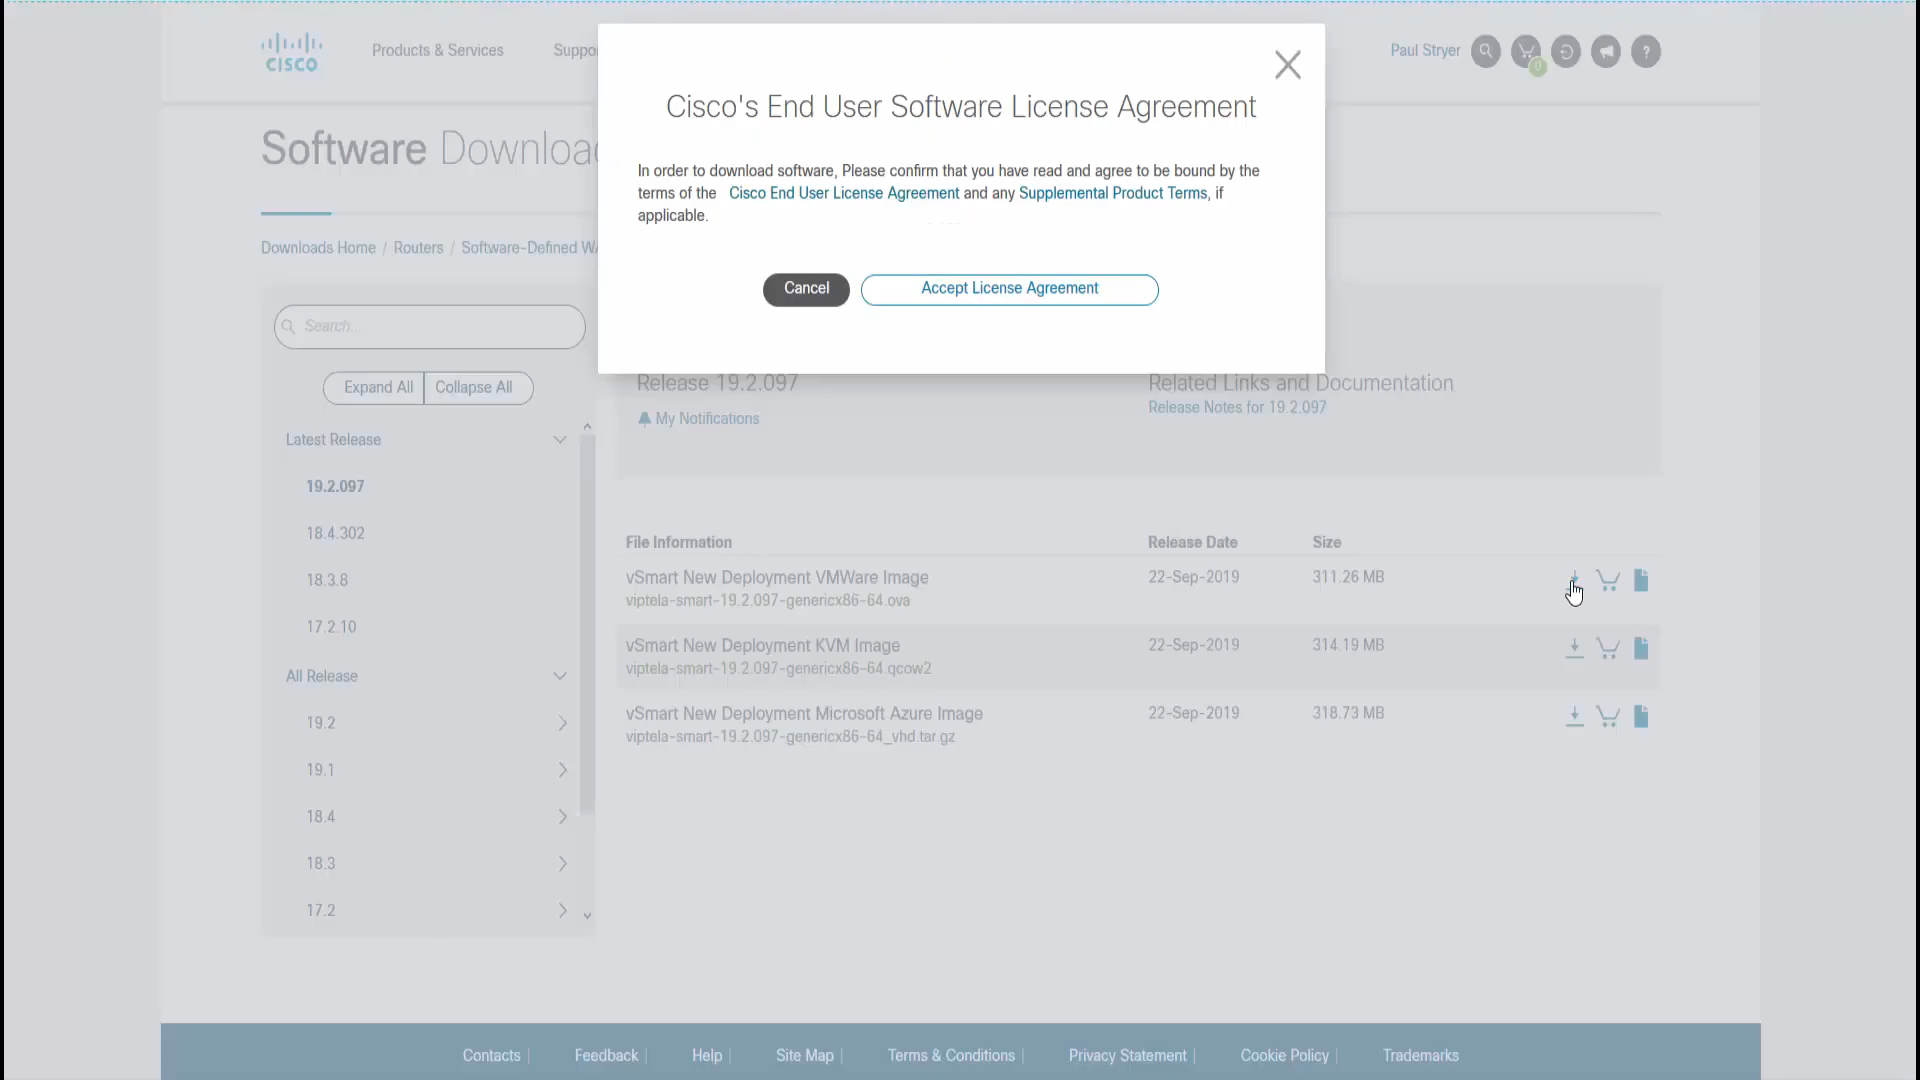 CISCO
Products & Services
Suppo
Paul Stryer
0
?
Software Downloa
Cisco's End User Software License Agreement
In order to download software, Please confirm that you have read and agree to be bound by the
terms of the Cisco End User License Agreement and any Supplemental Product Terms, if
applicable.
Cancel
Accept License Agreement
Downloads Home / Routers / Software-Defined WA
Search...
Expand All
Collapse All
Latest Release
19.2.097
18.4.302
18.3.8
17.2.10
All Release
19.2
19.1
18.4
18.3
17.2
Release 19.2.097
My Notifications
Related Links and Documentation
Release Notes for 19.2.097
File Information Release Date Size
vSmart New Deployment VMWare Image 22-Sep-2019 311.26 MB
viptela-smart-19.2.097-genericx86-64.ova
vSmart New Deployment KVM Image 22-Sep-2019 314.19 MB
viptela-smart-19.2.097-genericx86-64.qcow2
vSmart New Deployment Microsoft Azure Image 22-Sep-2019 318.73 MB
viptela-smart-19.2.097-genericx86-64_vhd.tar.gz
Contacts | Feedback | Help | Site Map | Terms & Conditions | Privacy Statement | Cookie Policy | Trademarks